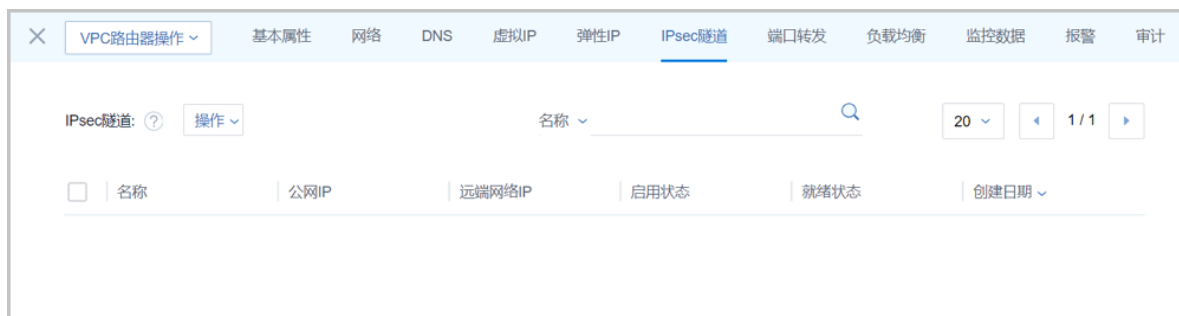 VPC路由器操作 基本属性 网络 DNS 虚拟IP 弹性IP IPsec隧道 端口转发 负载均衡 监控数据 报警 审计
IPsec隧道: ? 操作 名称 20 1 / 1
名称 公网IP 远端网络IP 启用状态 就绪状态 创建日期